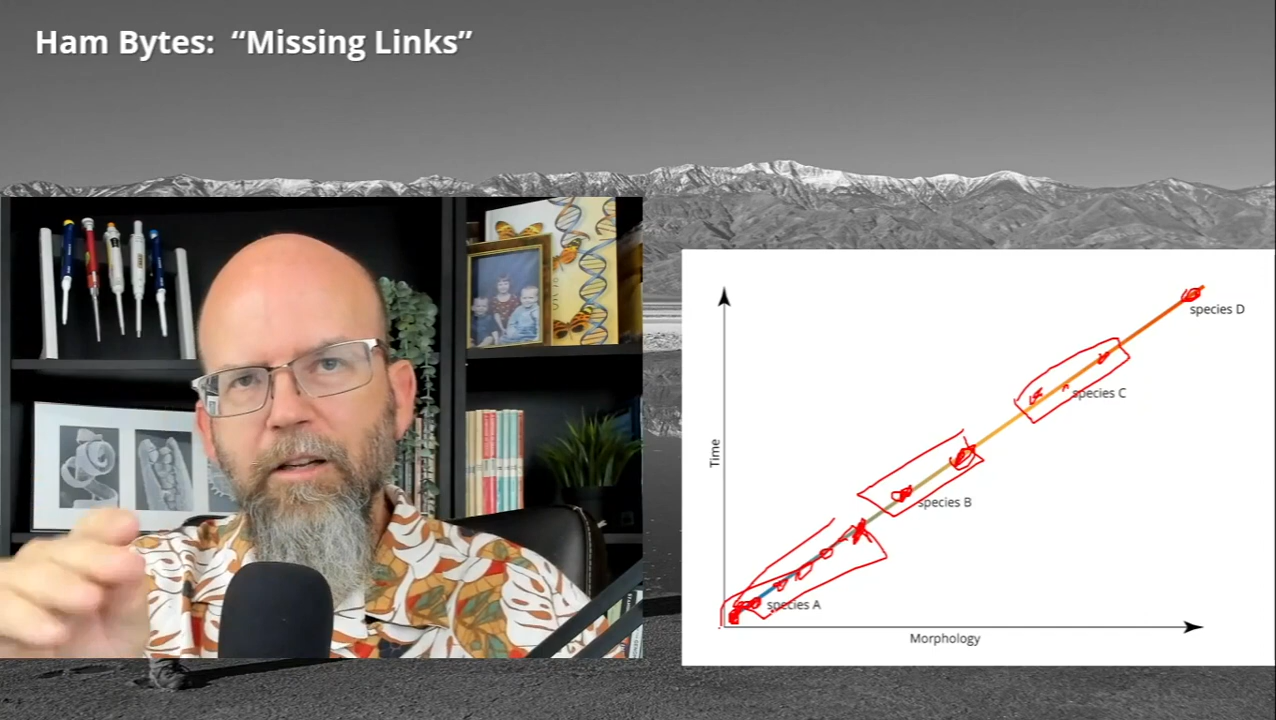 Ham Bytes: “Missing Links”
species D
species C
Time
species B
species A
Morphology